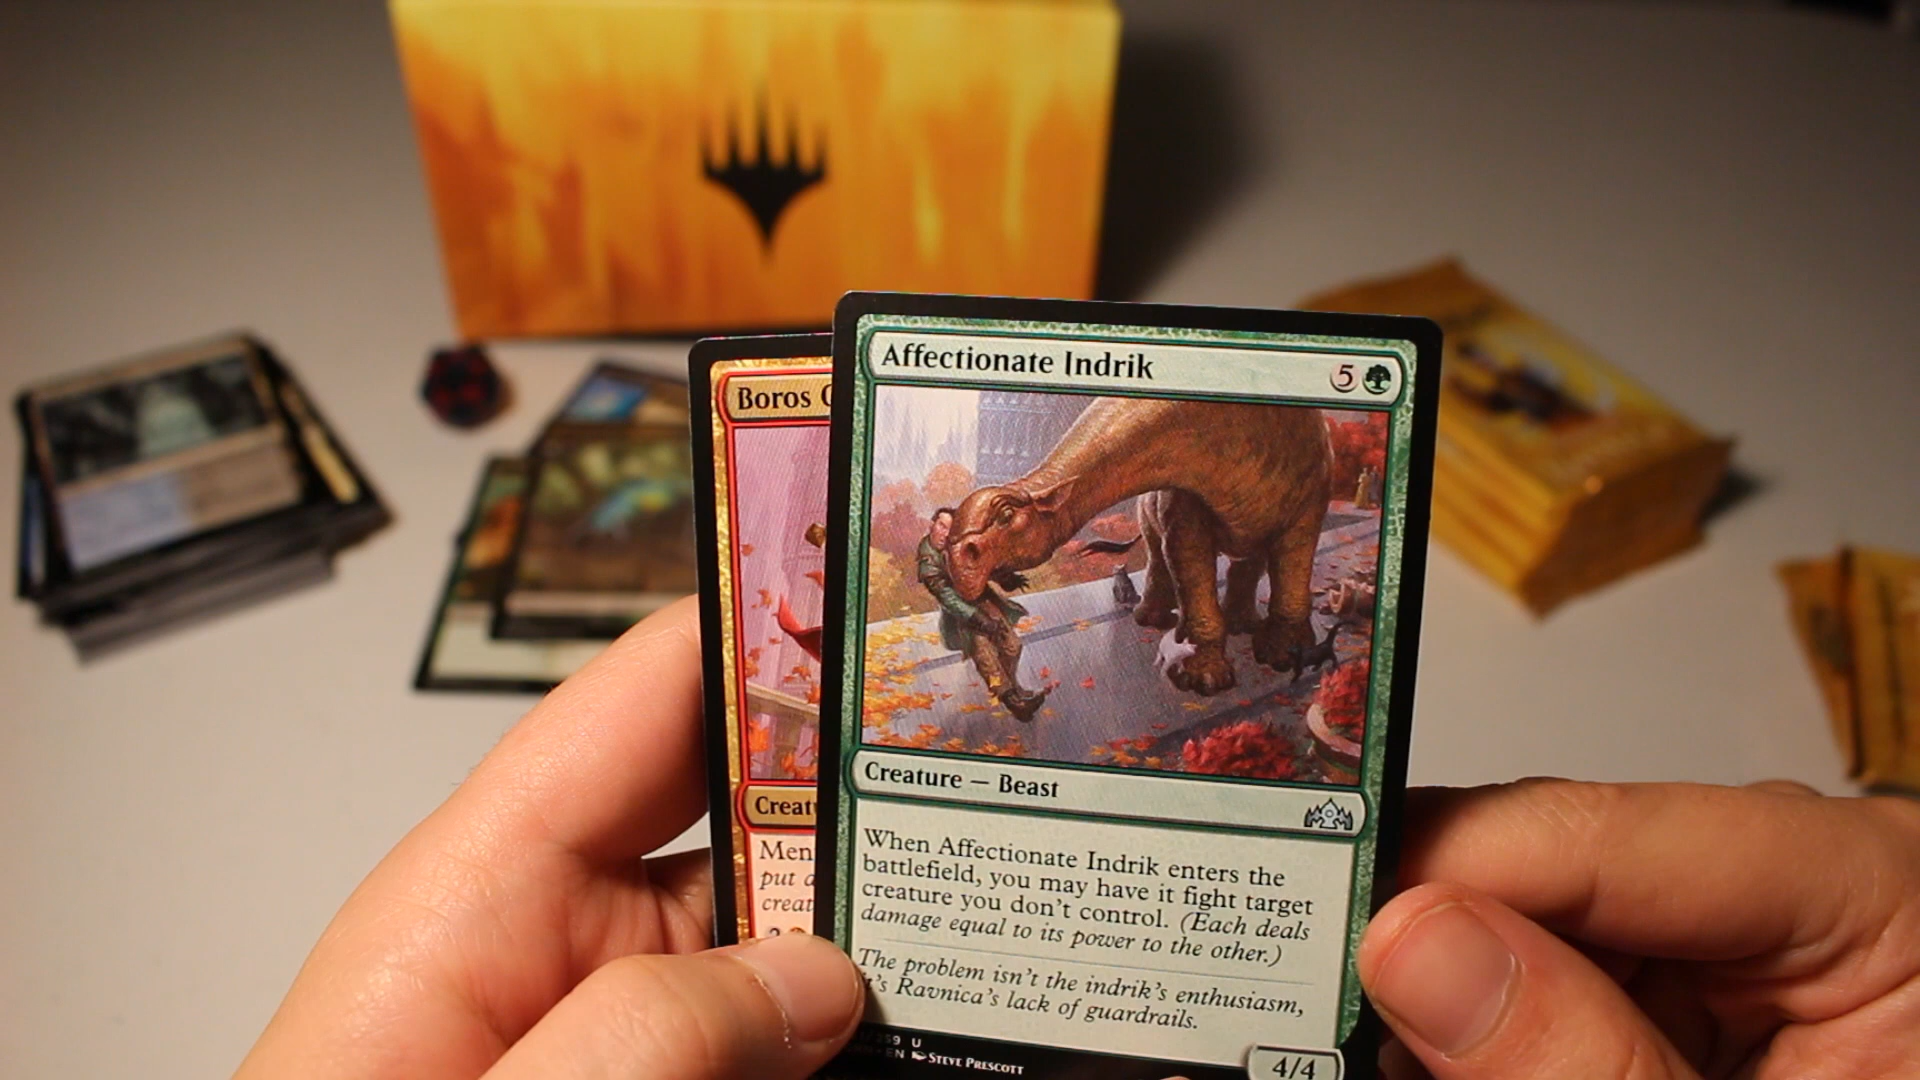 Affectionate Indrik 5
Boros
Creature — Beast
When Affectionate Indrik enters the
battlefield, you may have it fight target
creature you don't control. (Each deals
damage equal to its power to the other.)
The problem isn't the indrik's enthusiasm,
it's Ravnica's lack of guardrails.
U
EN STEVE PRESCOTT
4/4
Creat
Men
put a
creat